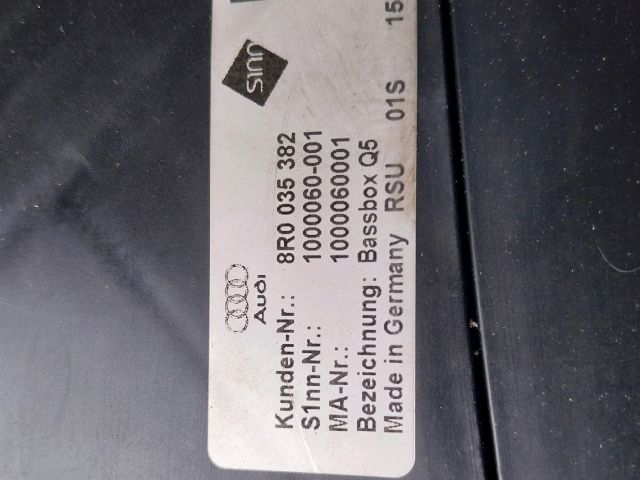 S1NN
Audi
Kunden-Nr.: 8R0 035 382
S1nn-Nr.: 1000060-001
MA-Nr.: 1000060001
Bezeichnung: Bassbox Q5
Made in Germany RSU 01S 15